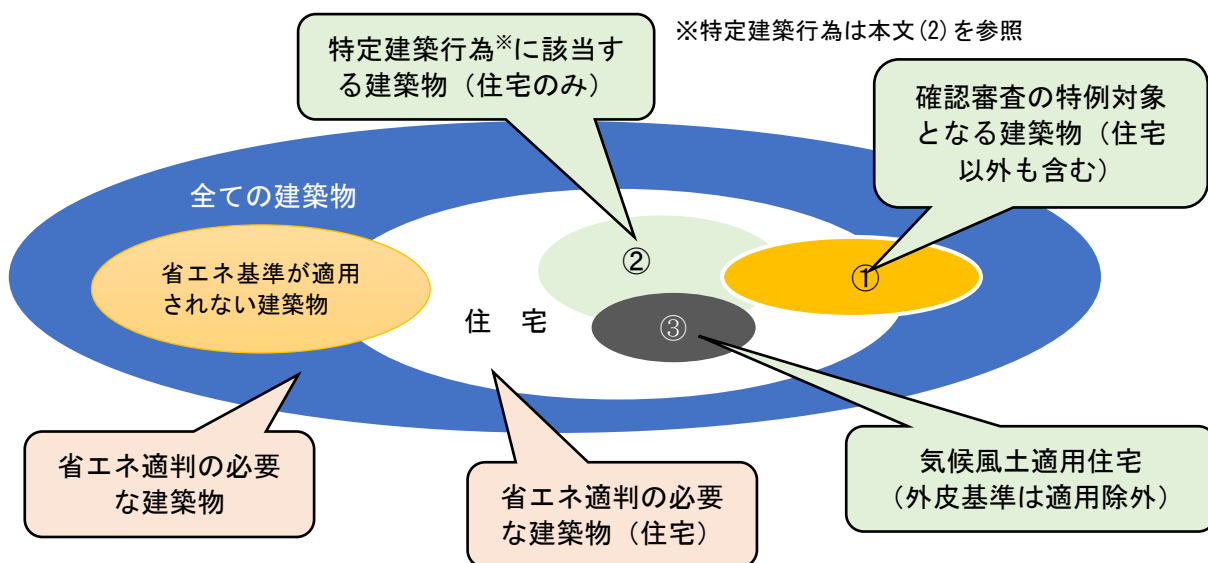 特定建築行為※に該当す
る建築物（住宅のみ）
※特定建築行為は本文(2)を参照
確認審査の特例対象
となる建築物（住宅
以外も含む）
全ての建築物
省エネ基準が適用
されない建築物
②
①
住　宅
③
省エネ適判の必要
な建築物
省エネ適判の必要
な建築物（住宅）
気候風土適用住宅
（外皮基準は適用除外）